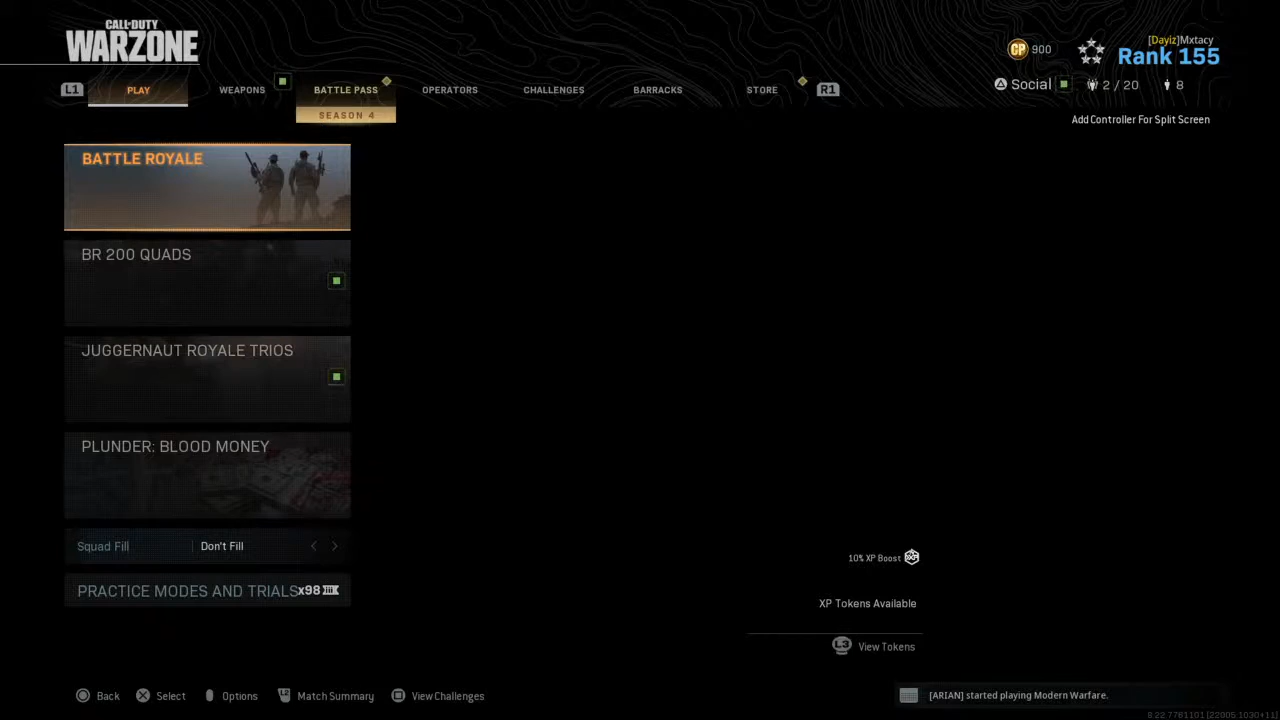 CALL OF DUTY
WARZONE
CP 900
[Dayiz]Mxtacy
Rank 155
L1
PLAY
WEAPONS
BATTLE PASS
SEASON 4
OPERATORS
CHALLENGES
BARRACKS
STORE
R1
Social
2 / 20
8
Add Controller For Split Screen
BATTLE ROYALE
BR 200 QUADS
JUGGERNAUT ROYALE TRIOS
PLUNDER: BLOOD MONEY
Squad Fill
Don't Fill
PRACTICE MODES AND TRIALS
x98
10% XP Boost
XP Tokens Available
L3 View Tokens
Back
Select
Options
L2 Match Summary
View Challenges
[ARIAN] started playing Modern Warfare.